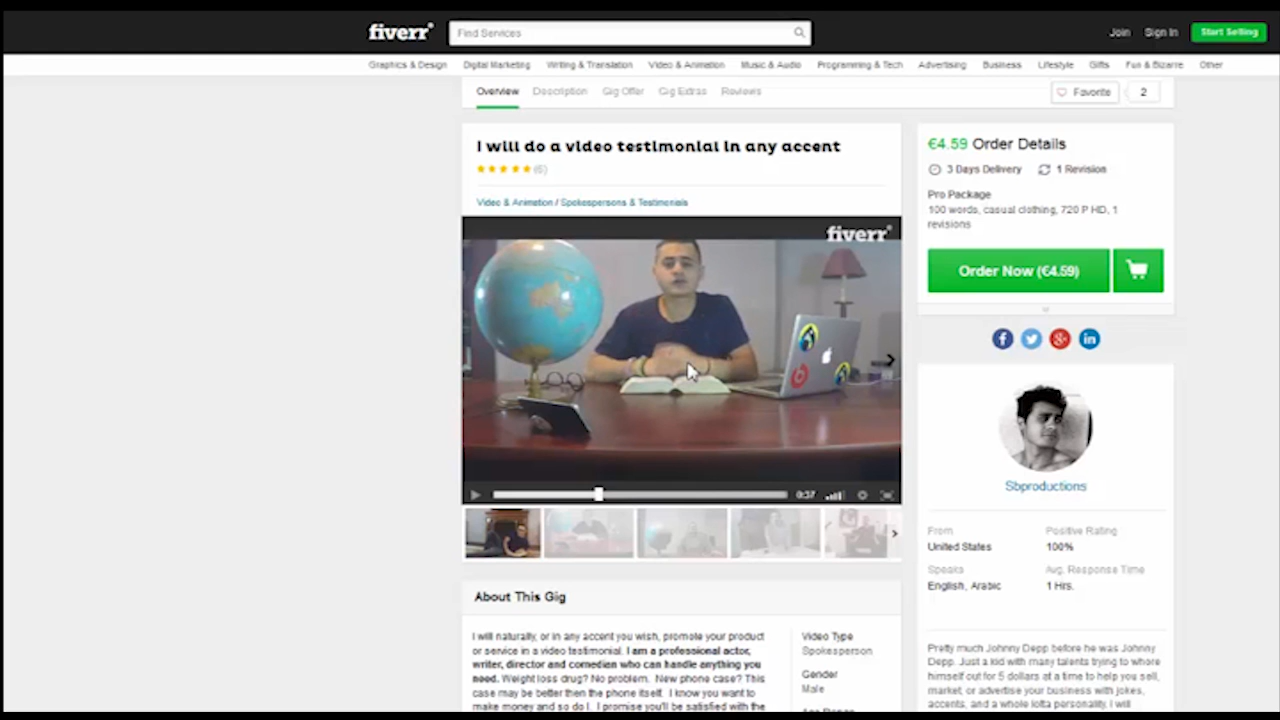 fiverr®
Find Services
Join Sign In Start Selling
Graphics & Design Digital Marketing Writing & Translation Video & Animation Music & Audio Programming & Tech Advertising Business Lifestyle Gifts Fun & Bizarre Other
Overview Description Gig Offer Gig Extras Reviews
Favorite 2
I will do a video testimonial in any accent
(6)
Video & Animation / Spokespersons & Testimonials
fiverr®
0:37
€4.59 Order Details
3 Days Delivery 1 Revision
Pro Package
100 words, casual clothing, 720 P HD, 1
revisions
Order Now (€4.59)
Sbproductions
From Positive Rating
United States 100%
Speaks Avg. Response Time
English, Arabic 1 Hrs.
Pretty much Johnny Depp before he was Johnny
Depp. Just a kid with many talents trying to whore
himself out for 5 dollars at a time to help you sell,
market, or advertise your business with jokes,
accents, and a whole lotta personality. I will
About This Gig
I will naturally, or in any accent you wish, promote your product
or service in a video testimonial. I am a professional actor,
writer, director and comedian who can handle anything you
need. Weight loss drug? No problem. New phone case? This
case may be better then the phone itself. I know you want to
make money and so do I. I promise you'll be satisfied with the
Video Type
Spokesperson
Gender
Male